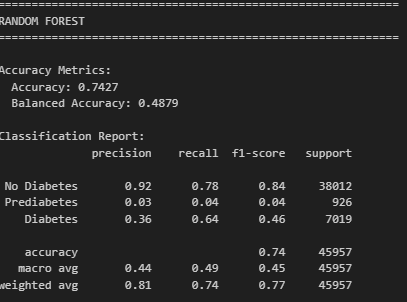 ================================================================
RANDOM FOREST
================================================================
Accuracy Metrics:
Accuracy: 0.7427
Balanced Accuracy: 0.4879
Classification Report:
precision recall f1-score support
No Diabetes 0.92 0.78 0.84 38012
Prediabetes 0.03 0.04 0.04 926
Diabetes 0.36 0.64 0.46 7019
accuracy 0.74 45957
macro avg 0.44 0.49 0.45 45957
weighted avg 0.81 0.74 0.77 45957